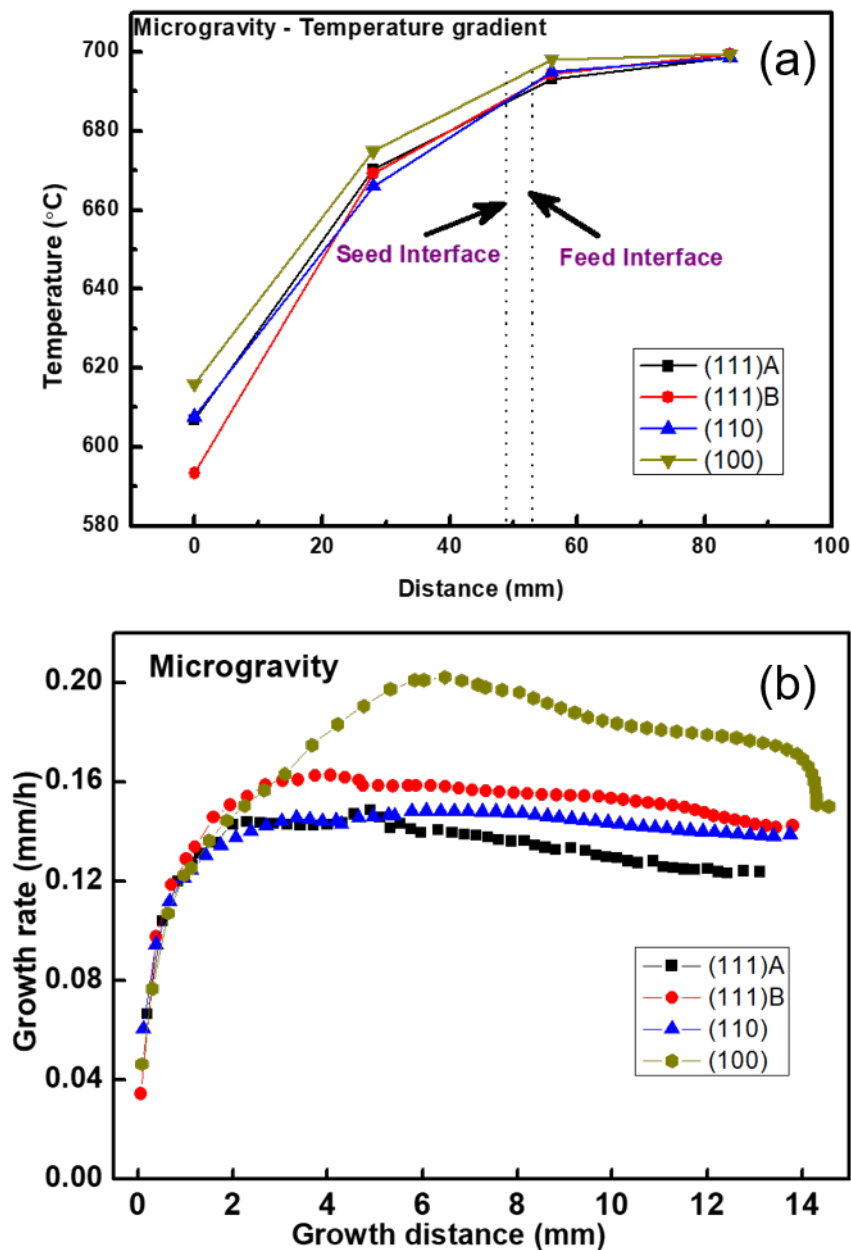 Microgravity - Temperature gradient
(a)
700
680
660
640
620
600
580
Temperature (°C)
Seed Interface
Feed Interface
(111)A
(111)B
(110)
(100)
0 20 40 60 80 100
Distance (mm)
Microgravity
(b)
0.20
0.16
0.12
0.08
0.04
0.00
Growth rate (mm/h)
(111)A
(111)B
(110)
(100)
0 2 4 6 8 10 12 14
Growth distance (mm)